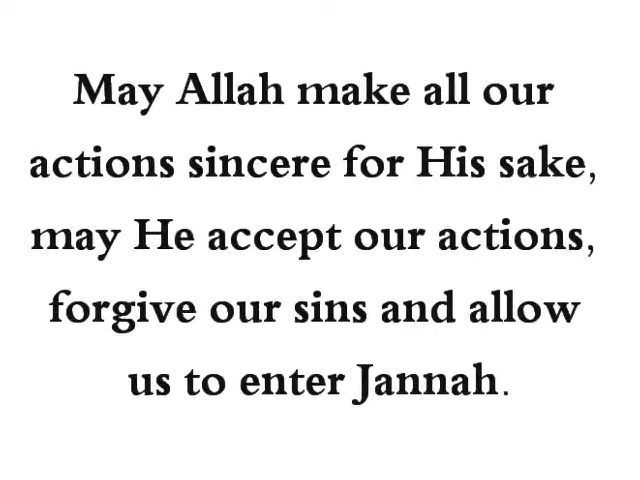 May Allah make all our
actions sincere for His sake,
may He accept our actions,
forgive our sins and allow
us to enter Jannah.